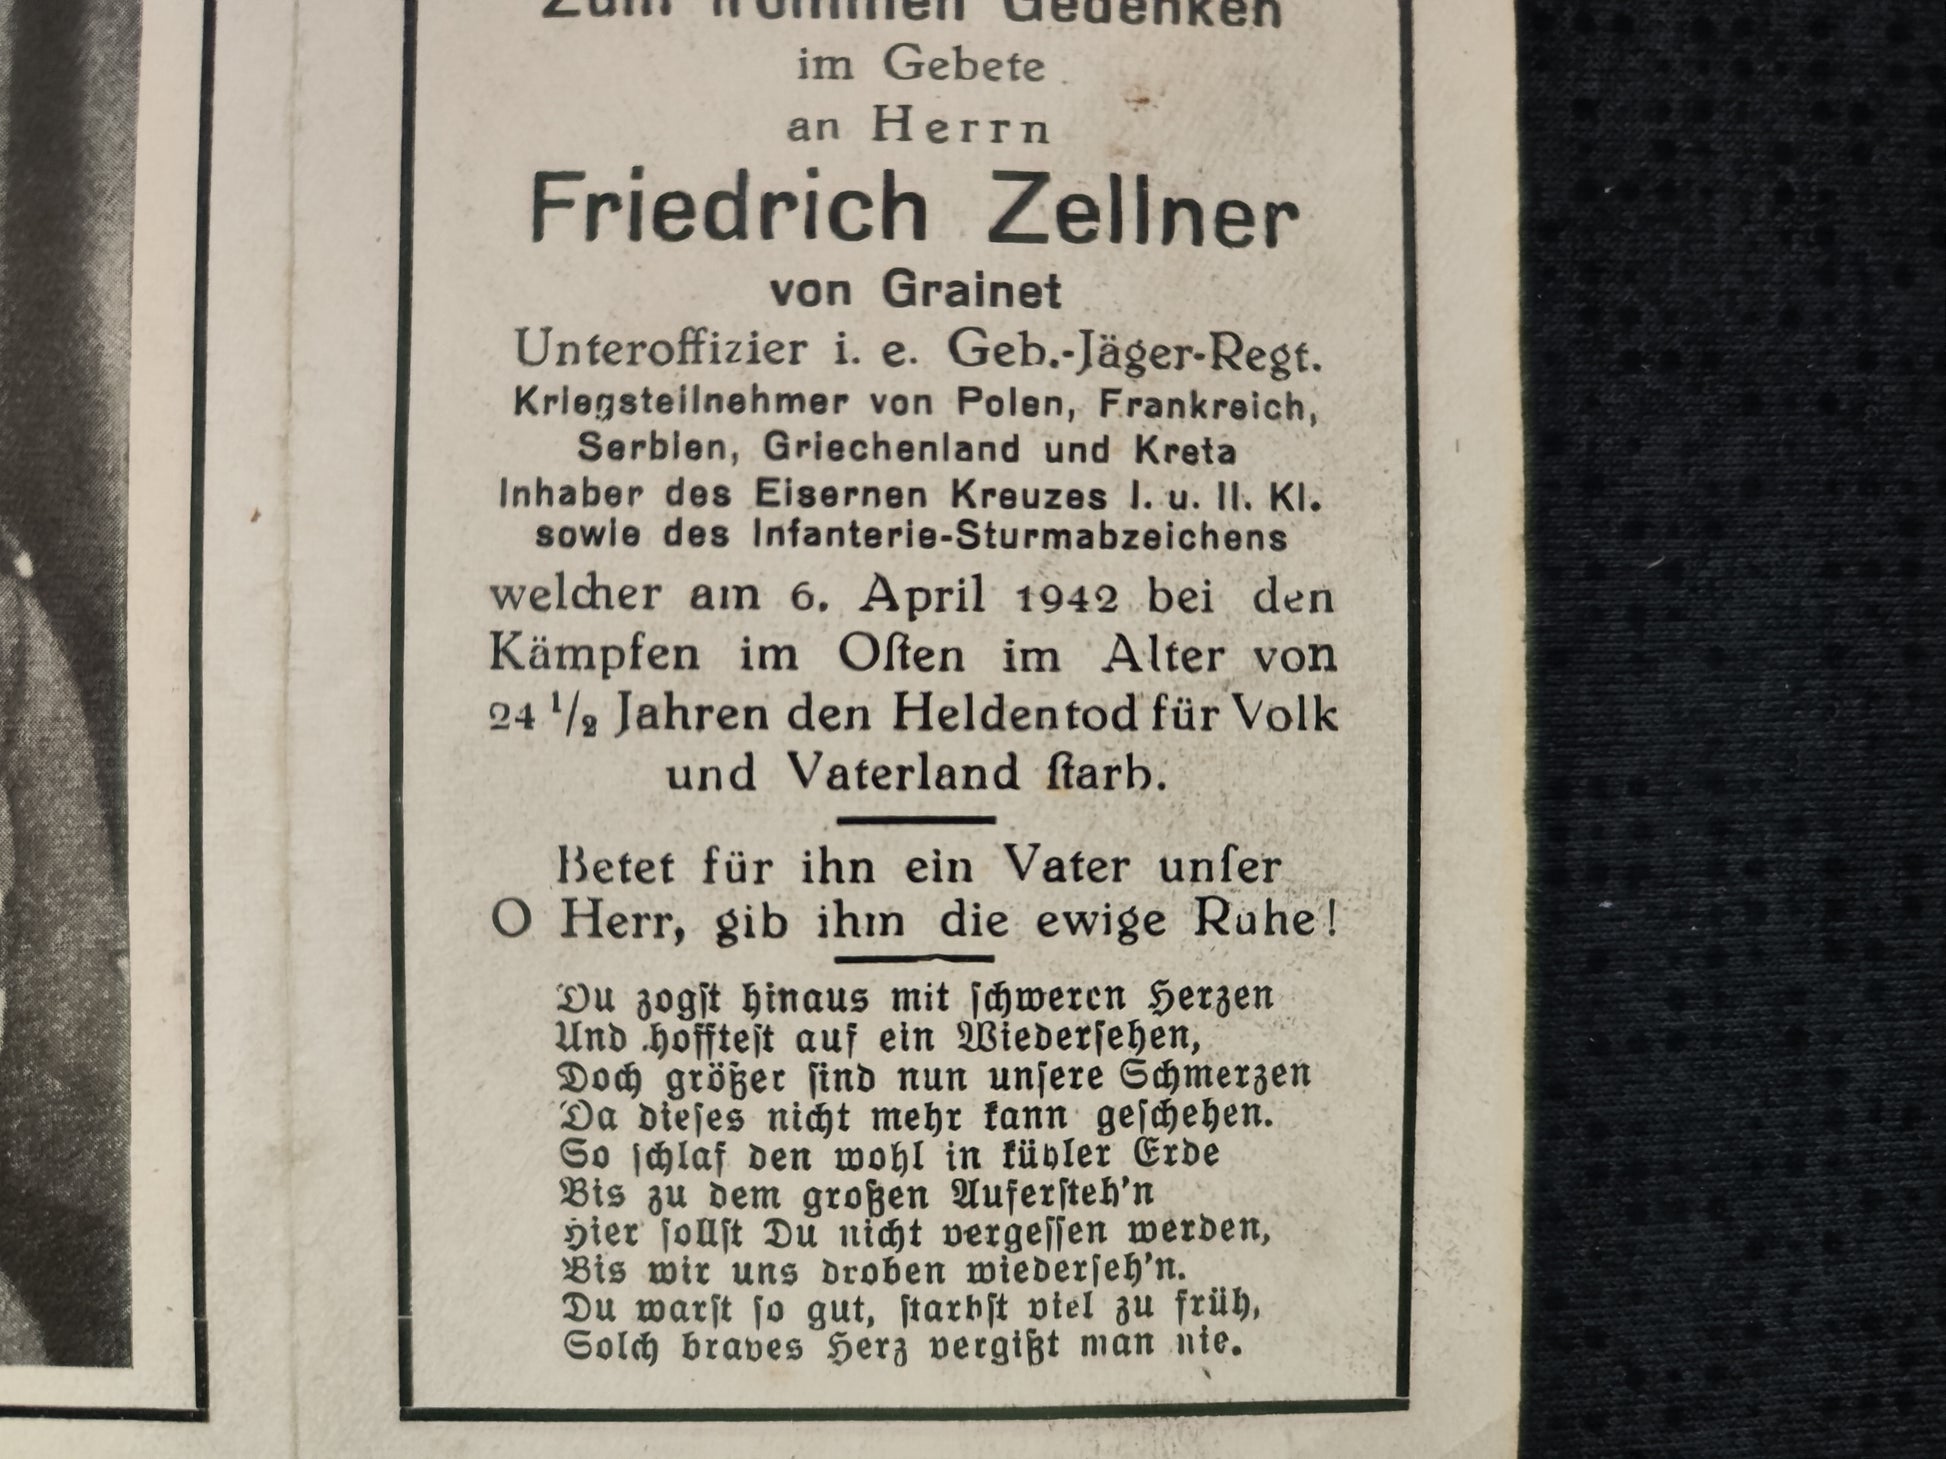 Zum frommen Gedenken
im Gebete
an Herrn
Friedrich Zellner
von Grainet
Unteroffizier i. e. Geb.-Jäger-Regt.
Kriegsteilnehmer von Polen, Frankreich,
Serbien, Griechenland und Kreta
Inhaber des Eisernen Kreuzes I. u. II. Kl.
sowie des Infanterie-Sturmabzeichens
welcher am 6. April 1942 bei den
Kämpfen im Oſten im Alter von
24 1/2 Jahren den Heldentod für Volk
und Vaterland ſtarb.
Betet für ihn ein Vater unſer
O Herr, gib ihm die ewige Ruhe!
Du zogſt hinaus mit ſchweren Herzen
Und hoffteſt auf ein Wiederſehen,
Doch größer ſind nun unſere Schmerzen
Da dieſes nicht mehr kann geſchehen.
So ſchlaf den wohl in kühler Erde
Bis zu dem großen Auferſteh'n
Hier ſollſt Du nicht vergeſſen werden,
Bis wir uns droben wiederſeh'n.
Du warſt ſo gut, ſtarbſt viel zu früh,
Solch braves Herz vergißt man nie.